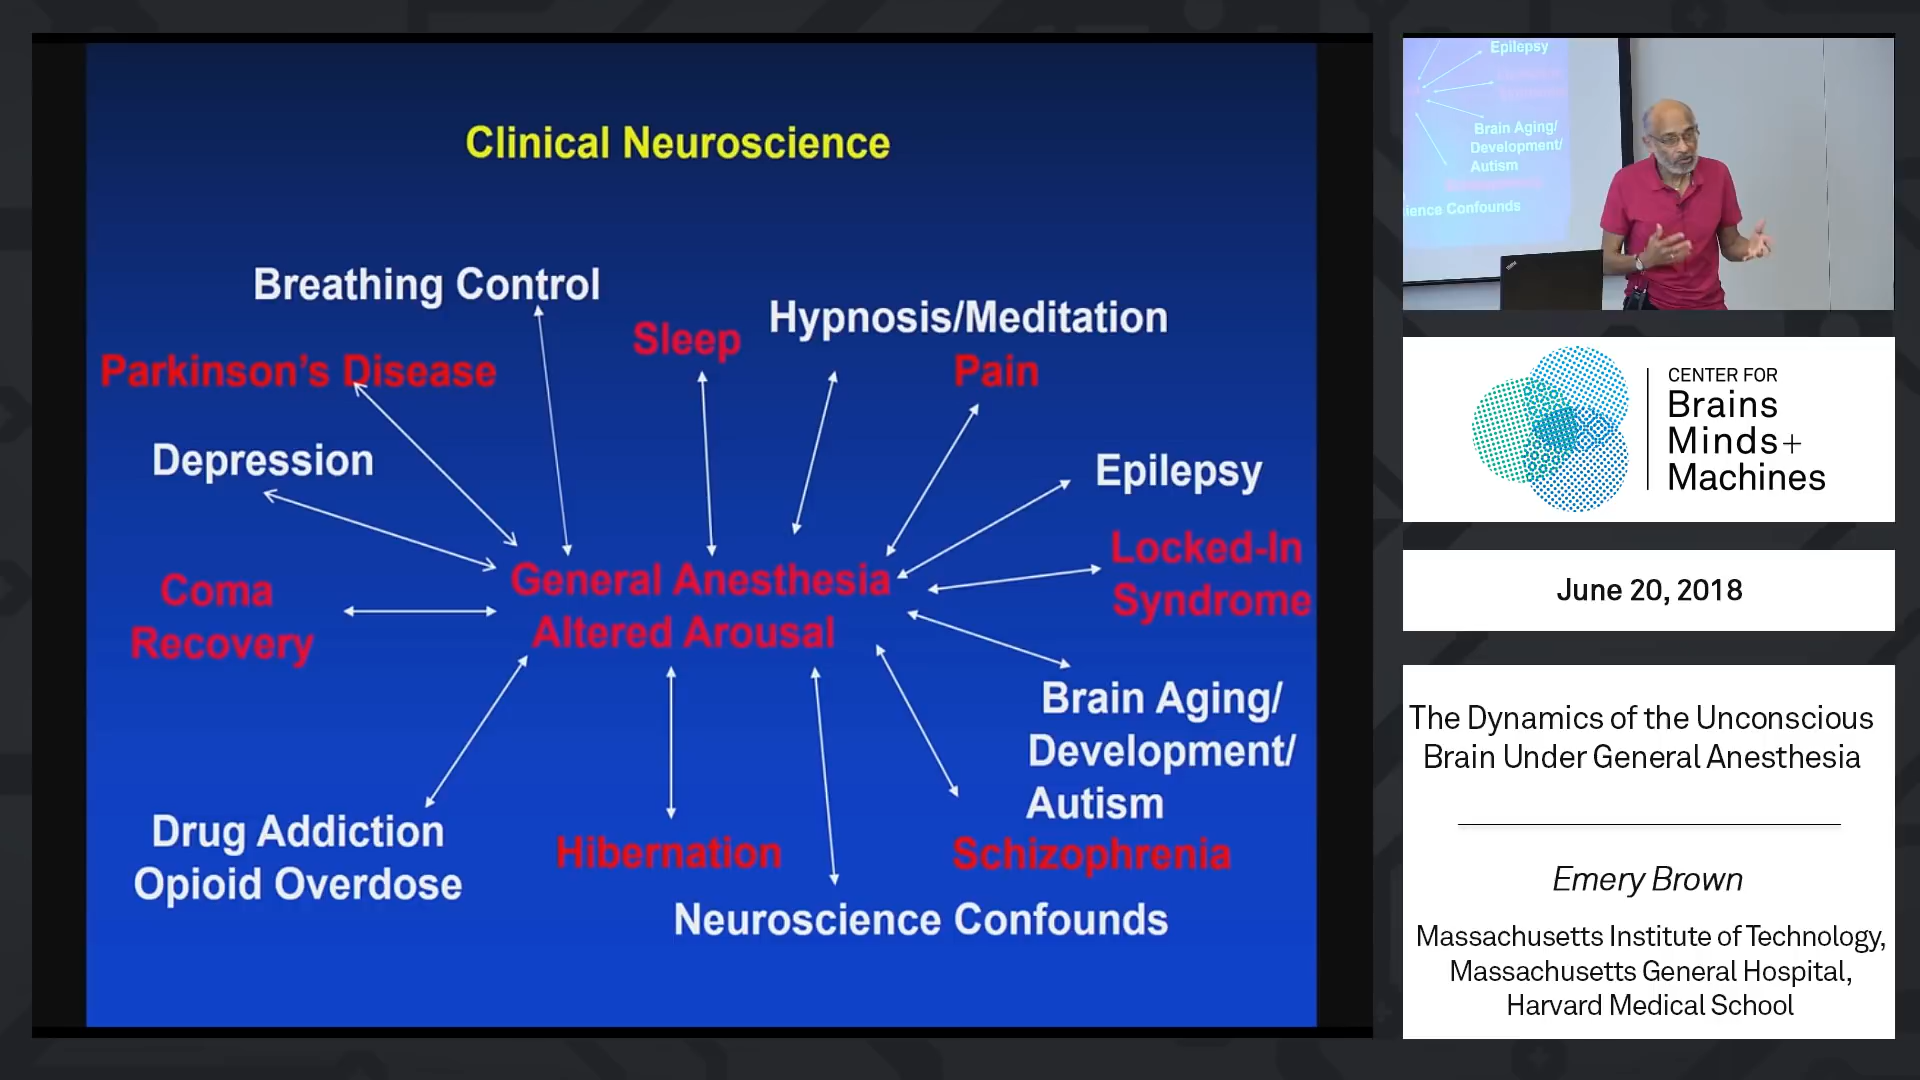 Clinical Neuroscience
Breathing Control
Sleep
Hypnosis/Meditation
Parkinson's Disease
Pain
Depression
Epilepsy
Coma
Recovery
General Anesthesia
Altered Arousal
Locked-In
Syndrome
Brain Aging/
Development/
Autism
Drug Addiction
Opioid Overdose
Hibernation
Schizophrenia
Neuroscience Confounds
Epilepsy
Brain Aging/
Development/
Autism
ience Confounds
CENTER FOR
Brains
Minds+
Machines
June 20, 2018
The Dynamics of the Unconscious
Brain Under General Anesthesia
Emery Brown
Massachusetts Institute of Technology,
Massachusetts General Hospital,
Harvard Medical School